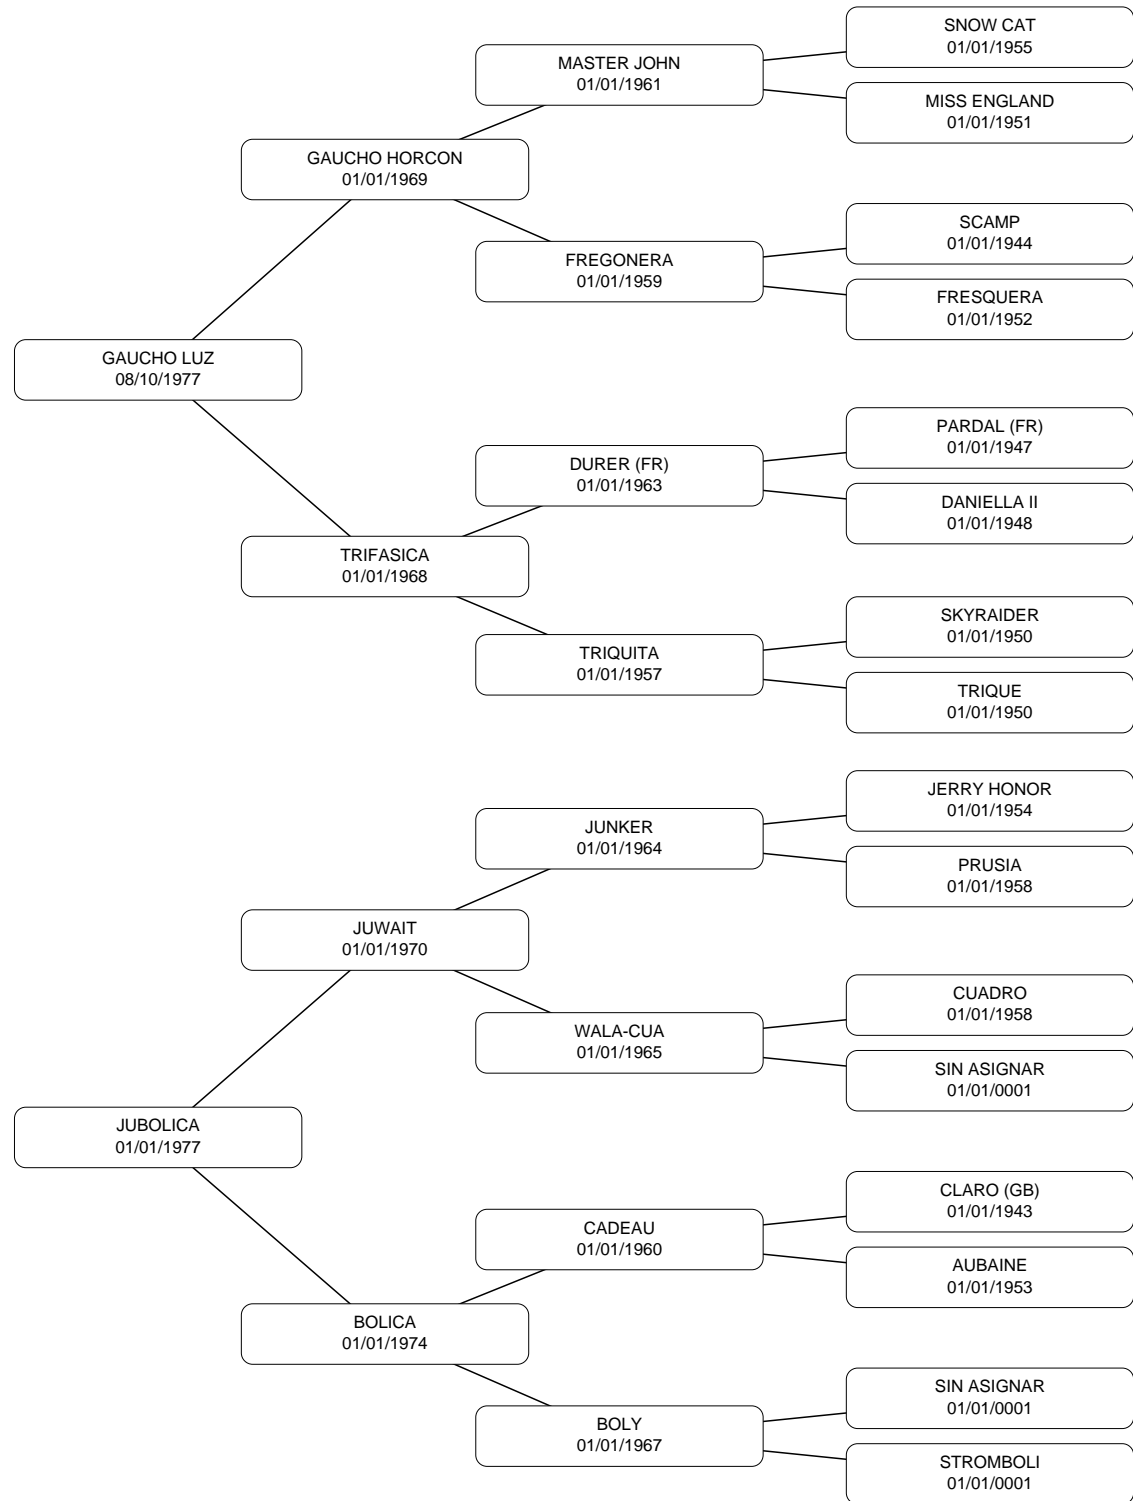 SNOW CAT
01/01/1955
MASTER JOHN
01/01/1961
MISS ENGLAND
01/01/1951
GAUCHO HORCON
01/01/1969
SCAMP
01/01/1944
FREGONERA
01/01/1959
FRESQUERA
01/01/1952
GAUCHO LUZ
08/10/1977
PARDAL (FR)
01/01/1947
DURER (FR)
01/01/1963
DANIELLA II
01/01/1948
TRIFASICA
01/01/1968
SKYRAIDER
01/01/1950
TRIQUITA
01/01/1957
TRIQUE
01/01/1950
JERRY HONOR
01/01/1954
JUNKER
01/01/1964
PRUSIA
01/01/1958
JUWAIT
01/01/1970
CUADRO
01/01/1958
WALA-CUA
01/01/1965
SIN ASIGNAR
01/01/0001
JUBOLICA
01/01/1977
CLARO (GB)
01/01/1943
CADEAU
01/01/1960
AUBAINE
01/01/1953
BOLICA
01/01/1974
SIN ASIGNAR
01/01/0001
BOLY
01/01/1967
STROMBOLI
01/01/0001